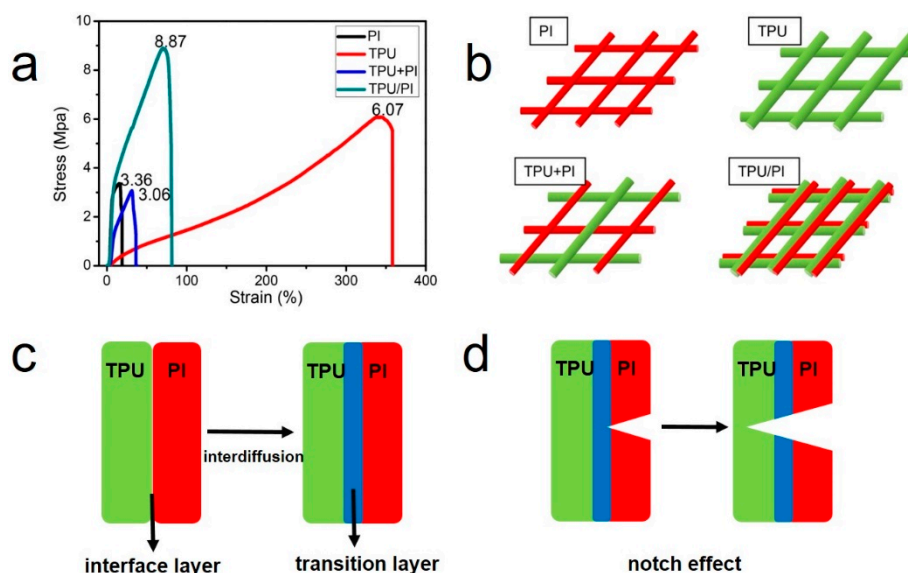 a
Stress (Mpa)
10
8
6
4
2
0
0
100
200
300
400
Strain (%)
8.87
6.07
3.36
3.06
PI
TPU
TPU+PI
TPU/PI
b
PI
TPU
TPU+PI
TPU/PI
c
TPU PI
interdiffusion
TPU PI
interface layer
transition layer
d
TPU PI
TPU PI
notch effect